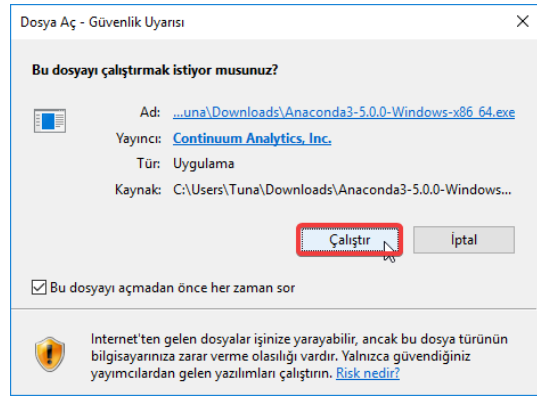 Dosya Aç - Güvenlik Uyarısı
Bu dosyayı çalıştırmak istiyor musunuz?
Ad: ...una\Downloads\Anaconda3-5.0.0-Windows-x86_64.exe
Yayıncı: Continuum Analytics, Inc.
Tür: Uygulama
Kaynak: C:\Users\Tuna\Downloads\Anaconda3-5.0.0-Windows...
Çalıştır İptal
Bu dosyayı açmadan önce her zaman sor
Internet'ten gelen dosyalar işinize yarayabilir, ancak bu dosya türünün
bilgisayarınıza zarar verme olasılığı vardır. Yalnızca güvendiğiniz
yayımcılardan gelen yazılımları çalıştırın. Risk nedir?